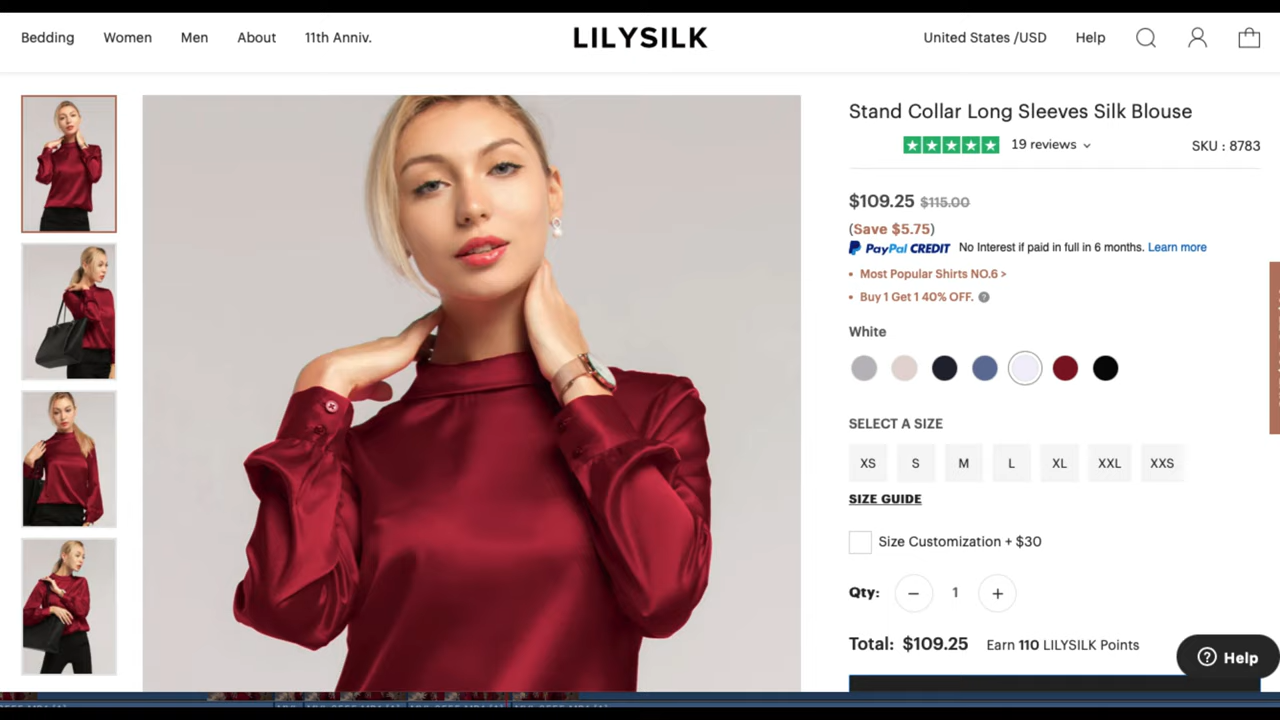 Bedding Women Men About 11th Anniv. LILYSILK United States /USD Help
Stand Collar Long Sleeves Silk Blouse
19 reviews SKU : 8783
$109.25 $115.00
(Save $5.75)
PayPal CREDIT No Interest if paid in full in 6 months. Learn more
Most Popular Shirts NO.6 >
Buy 1 Get 1 40% OFF. ?
White
SELECT A SIZE
XS S M L XL XXL XXS
SIZE GUIDE
Size Customization + $30
Qty: − 1 +
Total: $109.25 Earn 110 LILYSILK Points
? Help